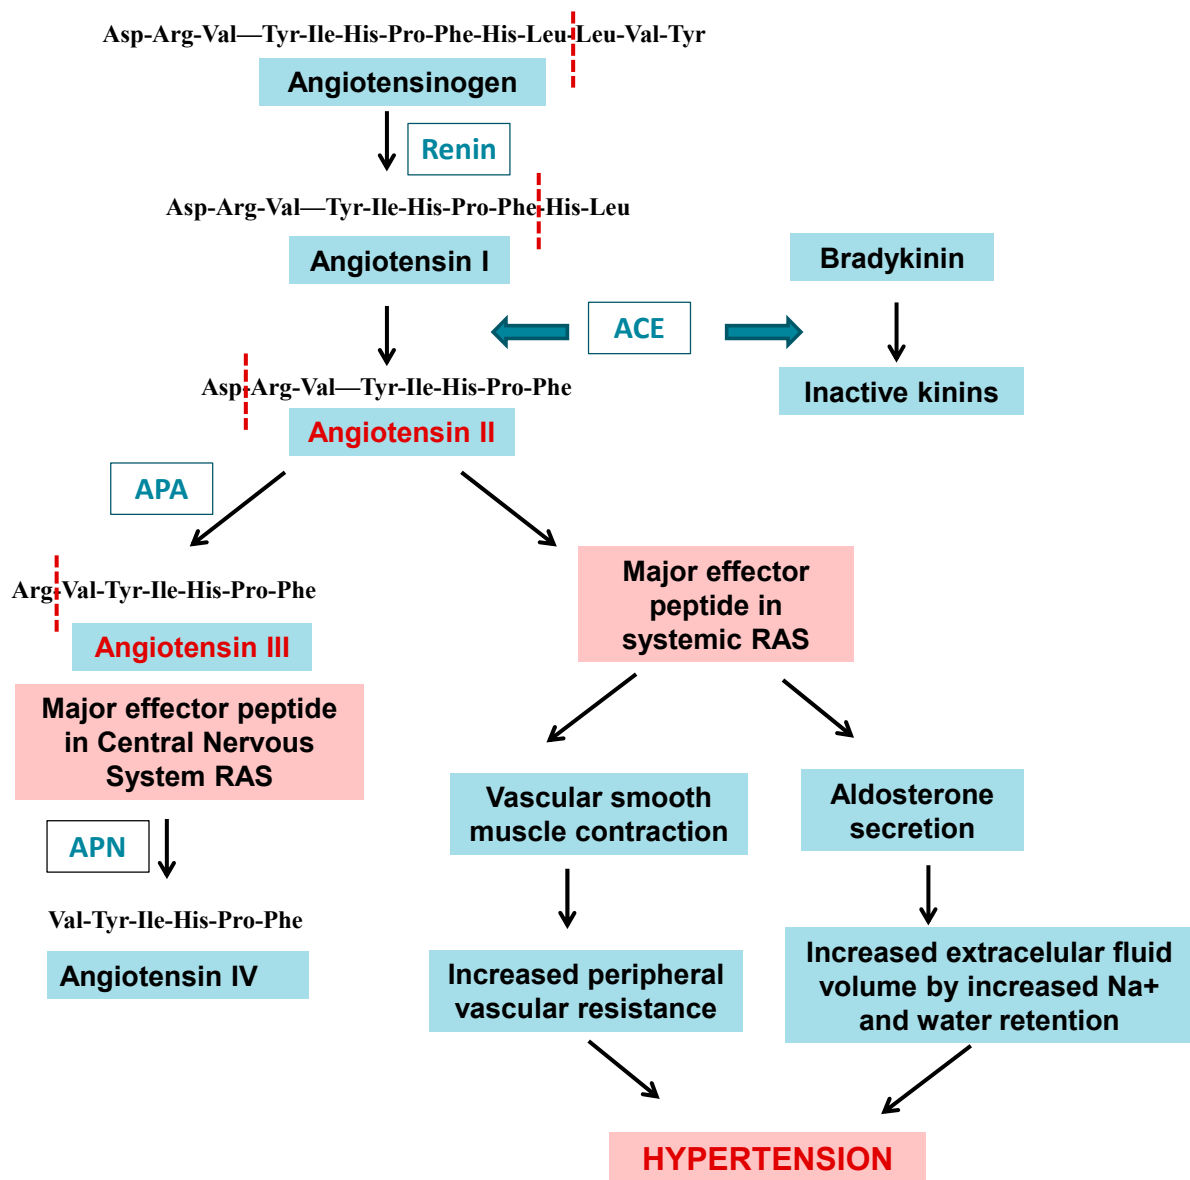 Asp-Arg-Val—Tyr-Ile-His-Pro-Phe-His-Leu-Leu-Val-Tyr
Angiotensinogen
Renin
Asp-Arg-Val—Tyr-Ile-His-Pro-Phe-His-Leu
Angiotensin I
Bradykinin
ACE
Inactive kinins
Asp-Arg-Val—Tyr-Ile-His-Pro-Phe
Angiotensin II
APA
Arg-Val-Tyr-Ile-His-Pro-Phe
Angiotensin III
Major effector peptide
in Central Nervous
System RAS
APN
Val-Tyr-Ile-His-Pro-Phe
Angiotensin IV
Major effector
peptide in
systemic RAS
Vascular smooth
muscle contraction
Aldosterone
secretion
Increased peripheral
vascular resistance
Increased extracelular fluid
volume by increased Na+
and water retention
HYPERTENSION